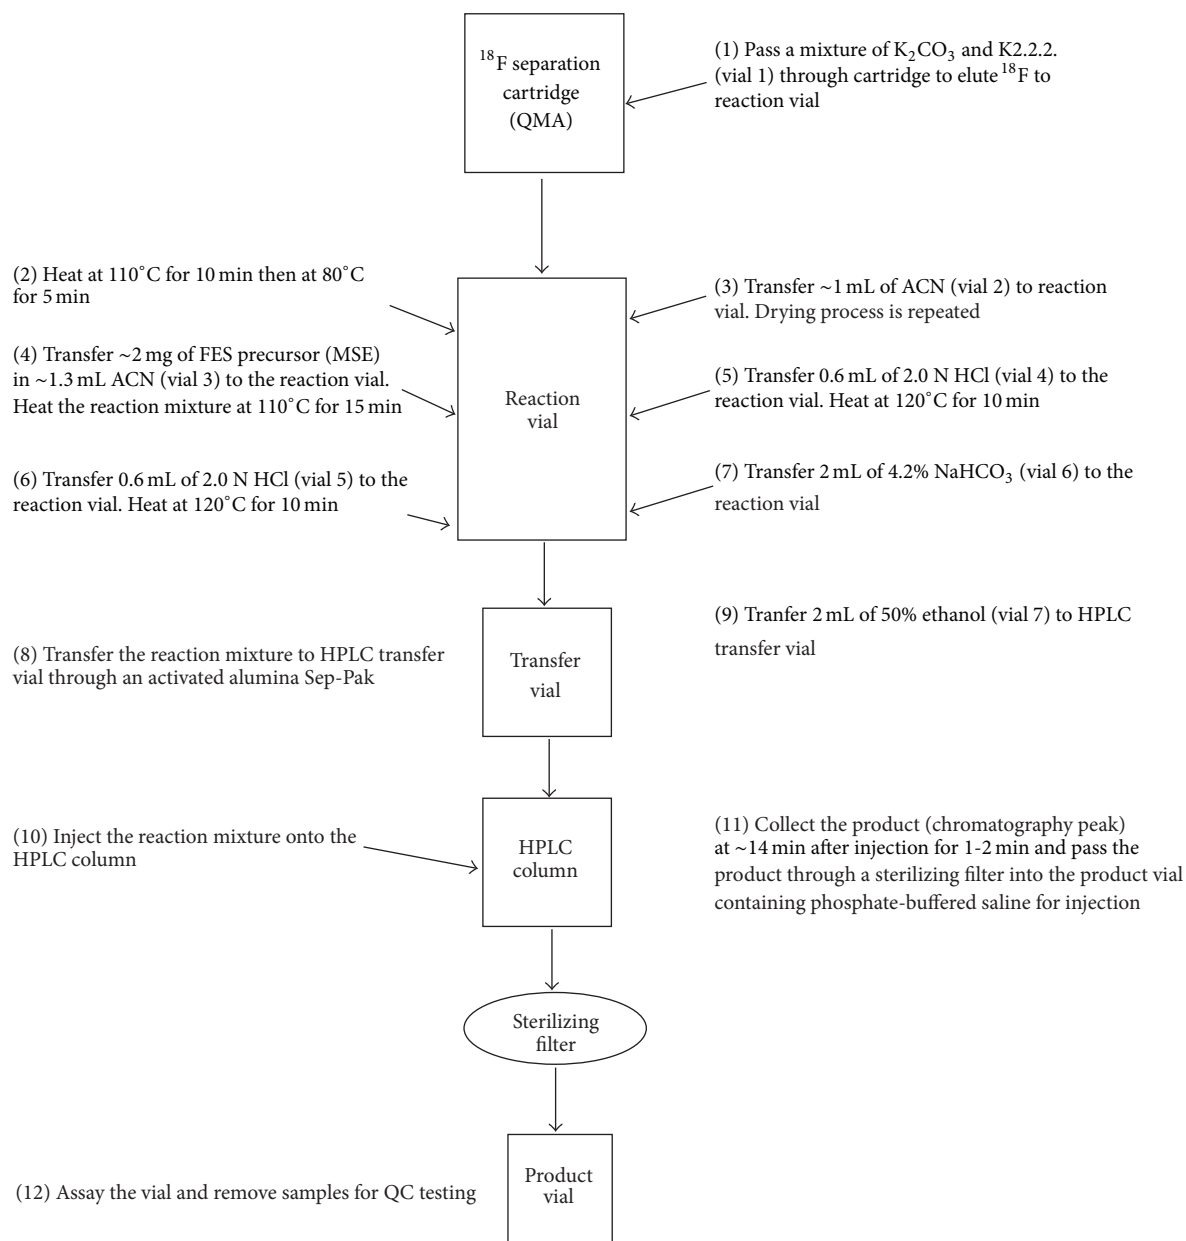 ¹⁸F separation
cartridge
(QMA)
(1) Pass a mixture of K₂CO₃ and K2.2.2.
(vial 1) through cartridge to elute ¹⁸F to
reaction vial
(2) Heat at 110°C for 10 min then at 80°C
for 5 min
(3) Transfer ~1 mL of ACN (vial 2) to reaction
vial. Drying process is repeated
(4) Transfer ~2 mg of FES precursor (MSE)
in ~1.3 mL ACN (vial 3) to the reaction vial.
Heat the reaction mixture at 110°C for 15 min
Reaction
vial
(5) Transfer 0.6 mL of 2.0 N HCl (vial 4) to the
reaction vial. Heat at 120°C for 10 min
(6) Transfer 0.6 mL of 2.0 N HCl (vial 5) to the
reaction vial. Heat at 120°C for 10 min
(7) Transfer 2 mL of 4.2% NaHCO₃ (vial 6) to the
reaction vial
(8) Transfer the reaction mixture to HPLC transfer
vial through an activated alumina Sep-Pak
Transfer
vial
(9) Tranfer 2 mL of 50% ethanol (vial 7) to HPLC
transfer vial
(10) Inject the reaction mixture onto the
HPLC column
HPLC
column
(11) Collect the product (chromatography peak)
at ~14 min after injection for 1-2 min and pass the
product through a sterilizing filter into the product vial
containing phosphate-buffered saline for injection
Sterilizing
filter
(12) Assay the vial and remove samples for QC testing
Product
vial